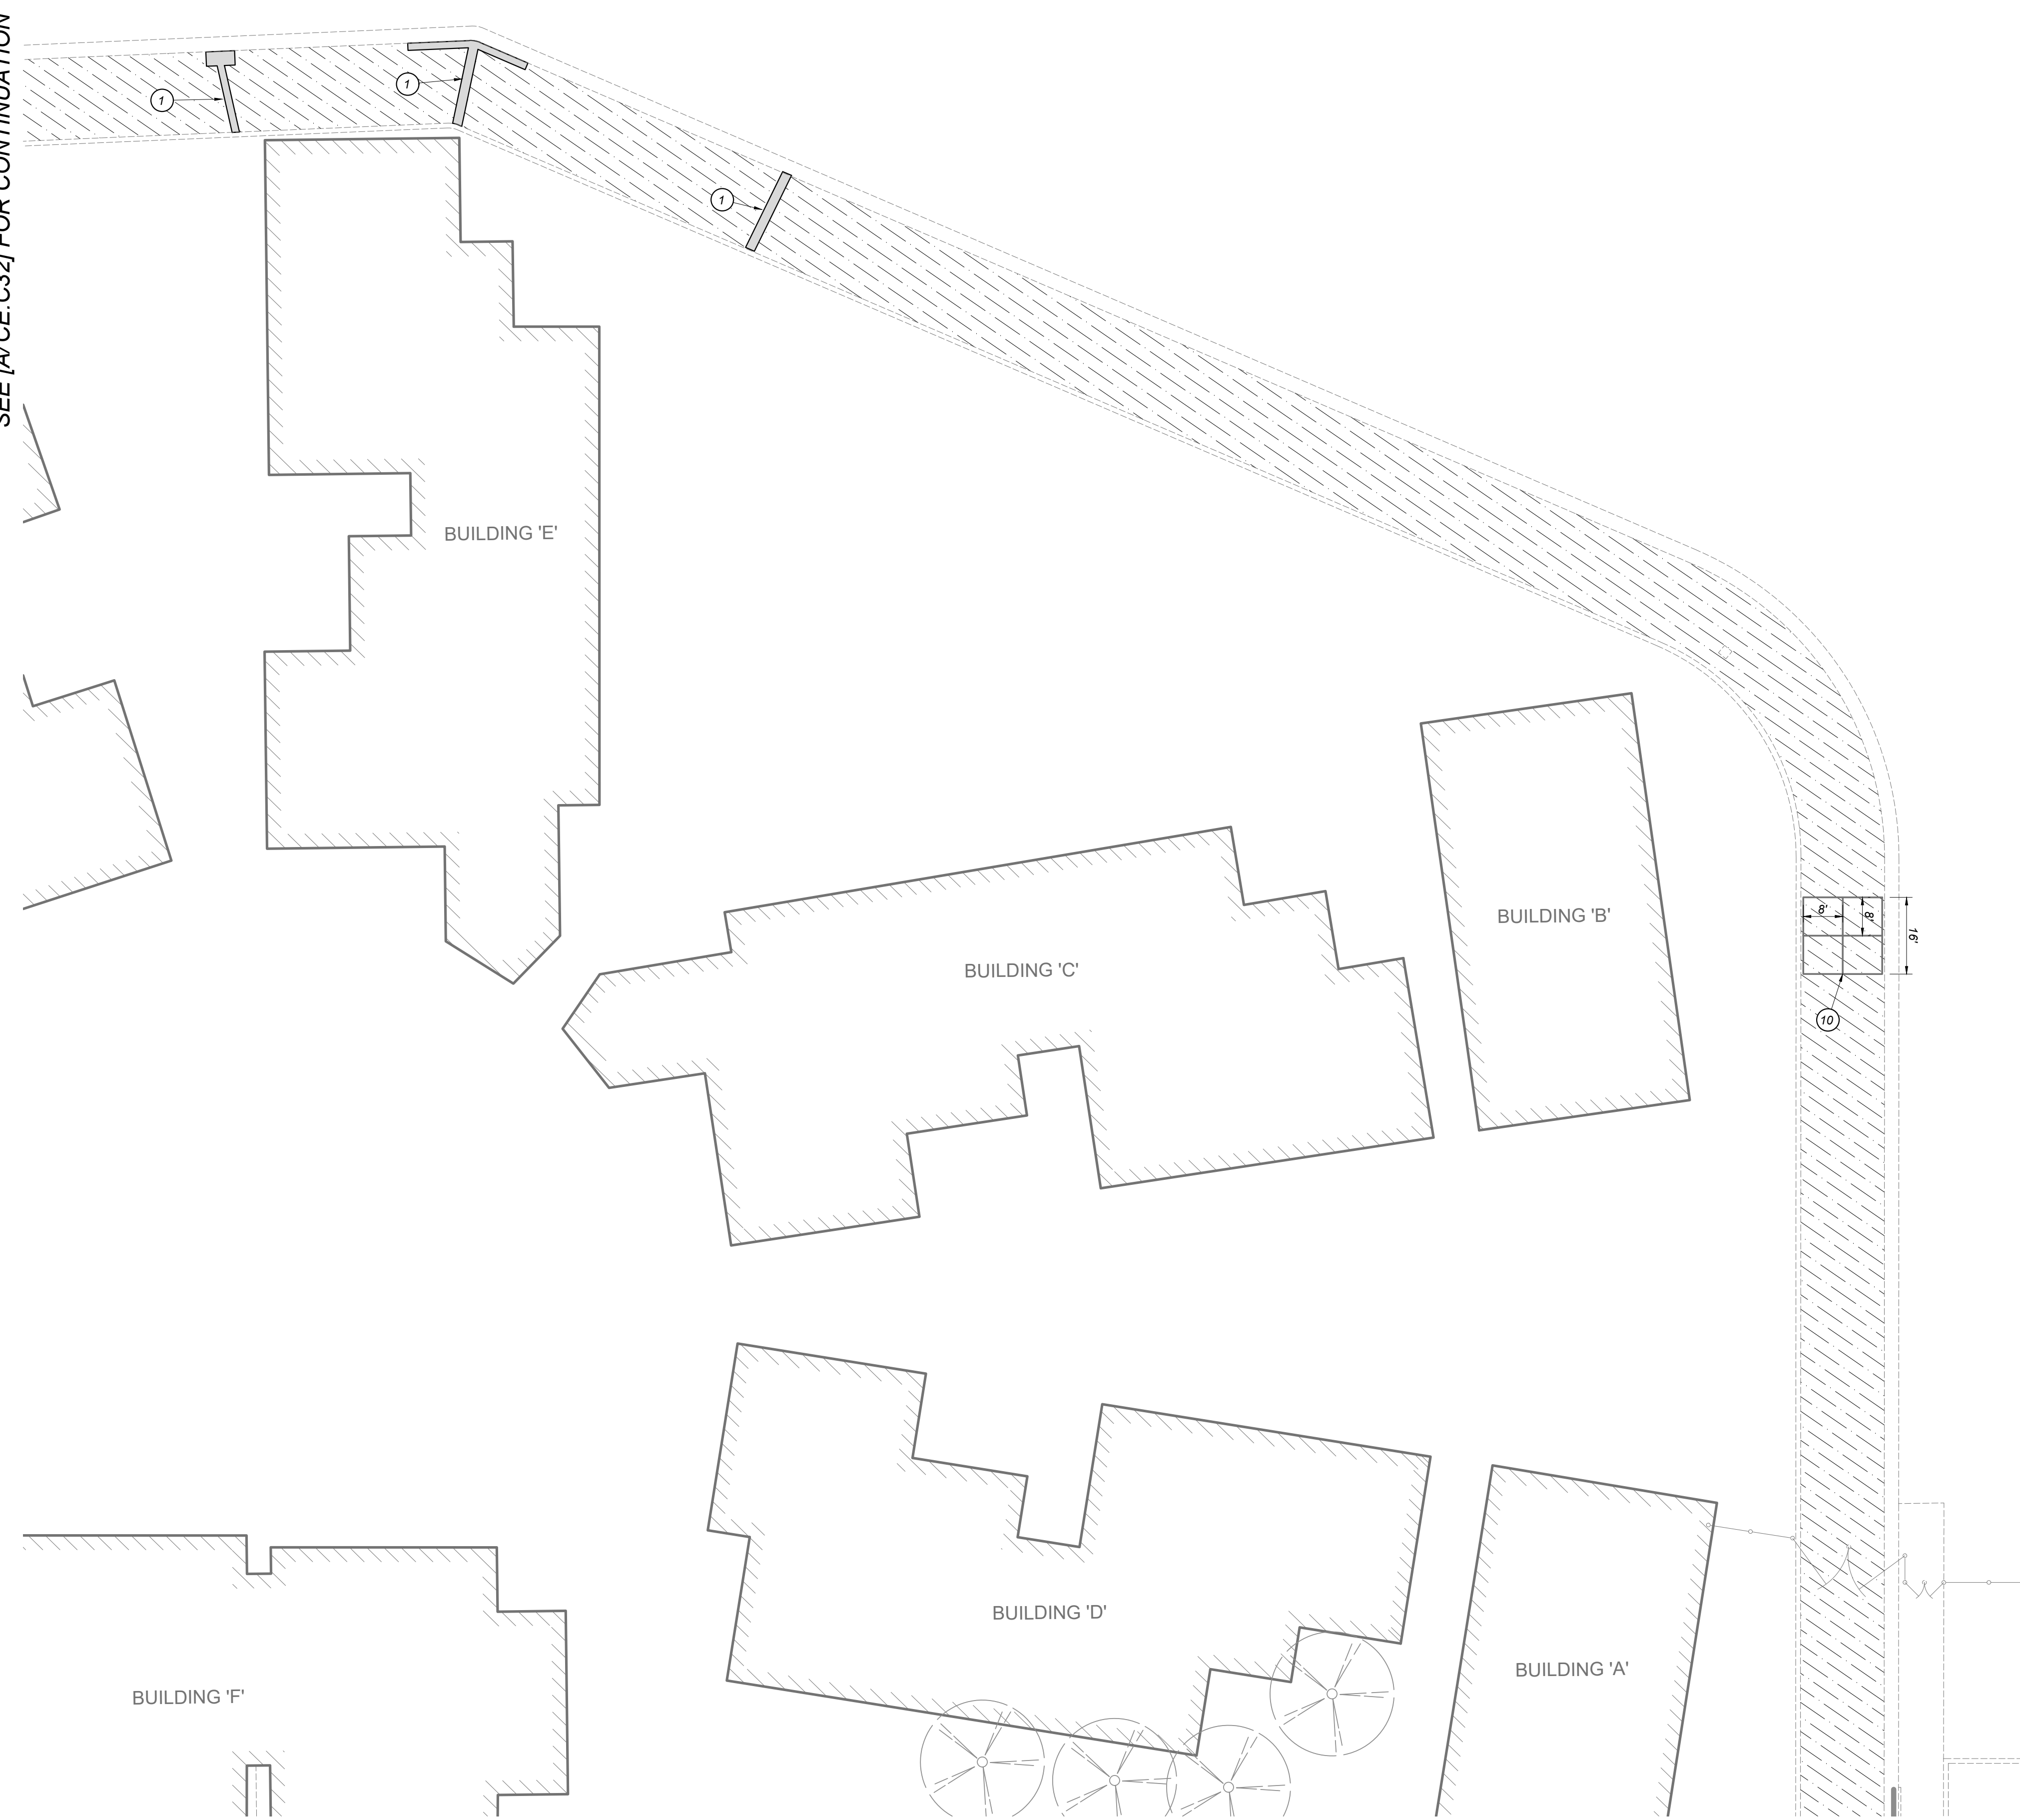 SEE [A/CE.C32] FOR CONTINUATION
1
1
1
BUILDING 'E'
BUILDING 'B'
8'
8'
16'
BUILDING 'C'
10
BUILDING 'D'
BUILDING 'A'
BUILDING 'F'